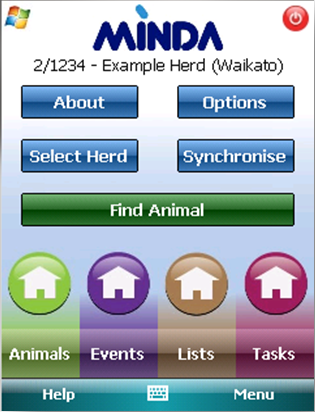 MINDA
2/1234 - Example Herd (Waikato)
About Options
Select Herd Synchronise
Find Animal
Animals Events Lists Tasks
Help Menu